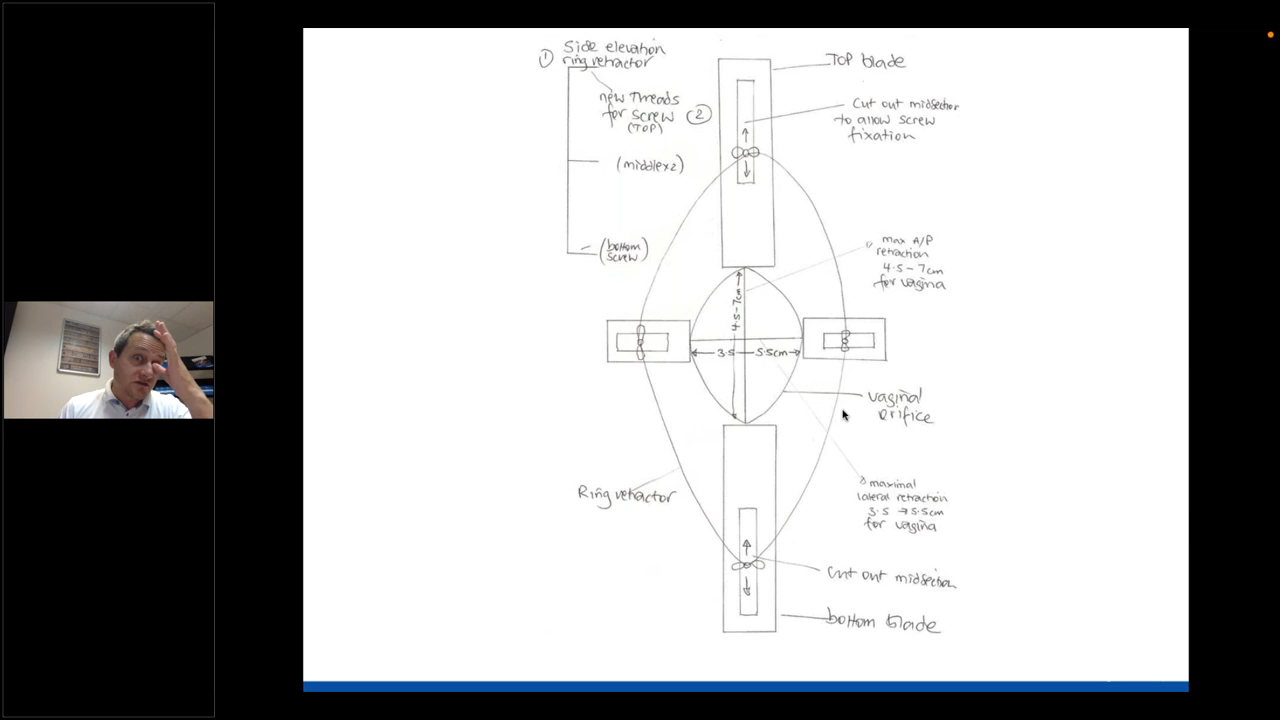 ① Side elevation
ring retractor
new threads
for screw ②
(TOP)
(middle x2)
(bottom
screw)
TOP blade
Cut out midsection
to allow screw
fixation
max A/P
retraction
4.5 - 7cm
for vagina
4.5-7cm
3.5
5.5cm
vaginal
orifice
Ring retractor
maximal
lateral retraction
3.5 → 5.5cm
for vagina
Cut out midsection
bottom blade